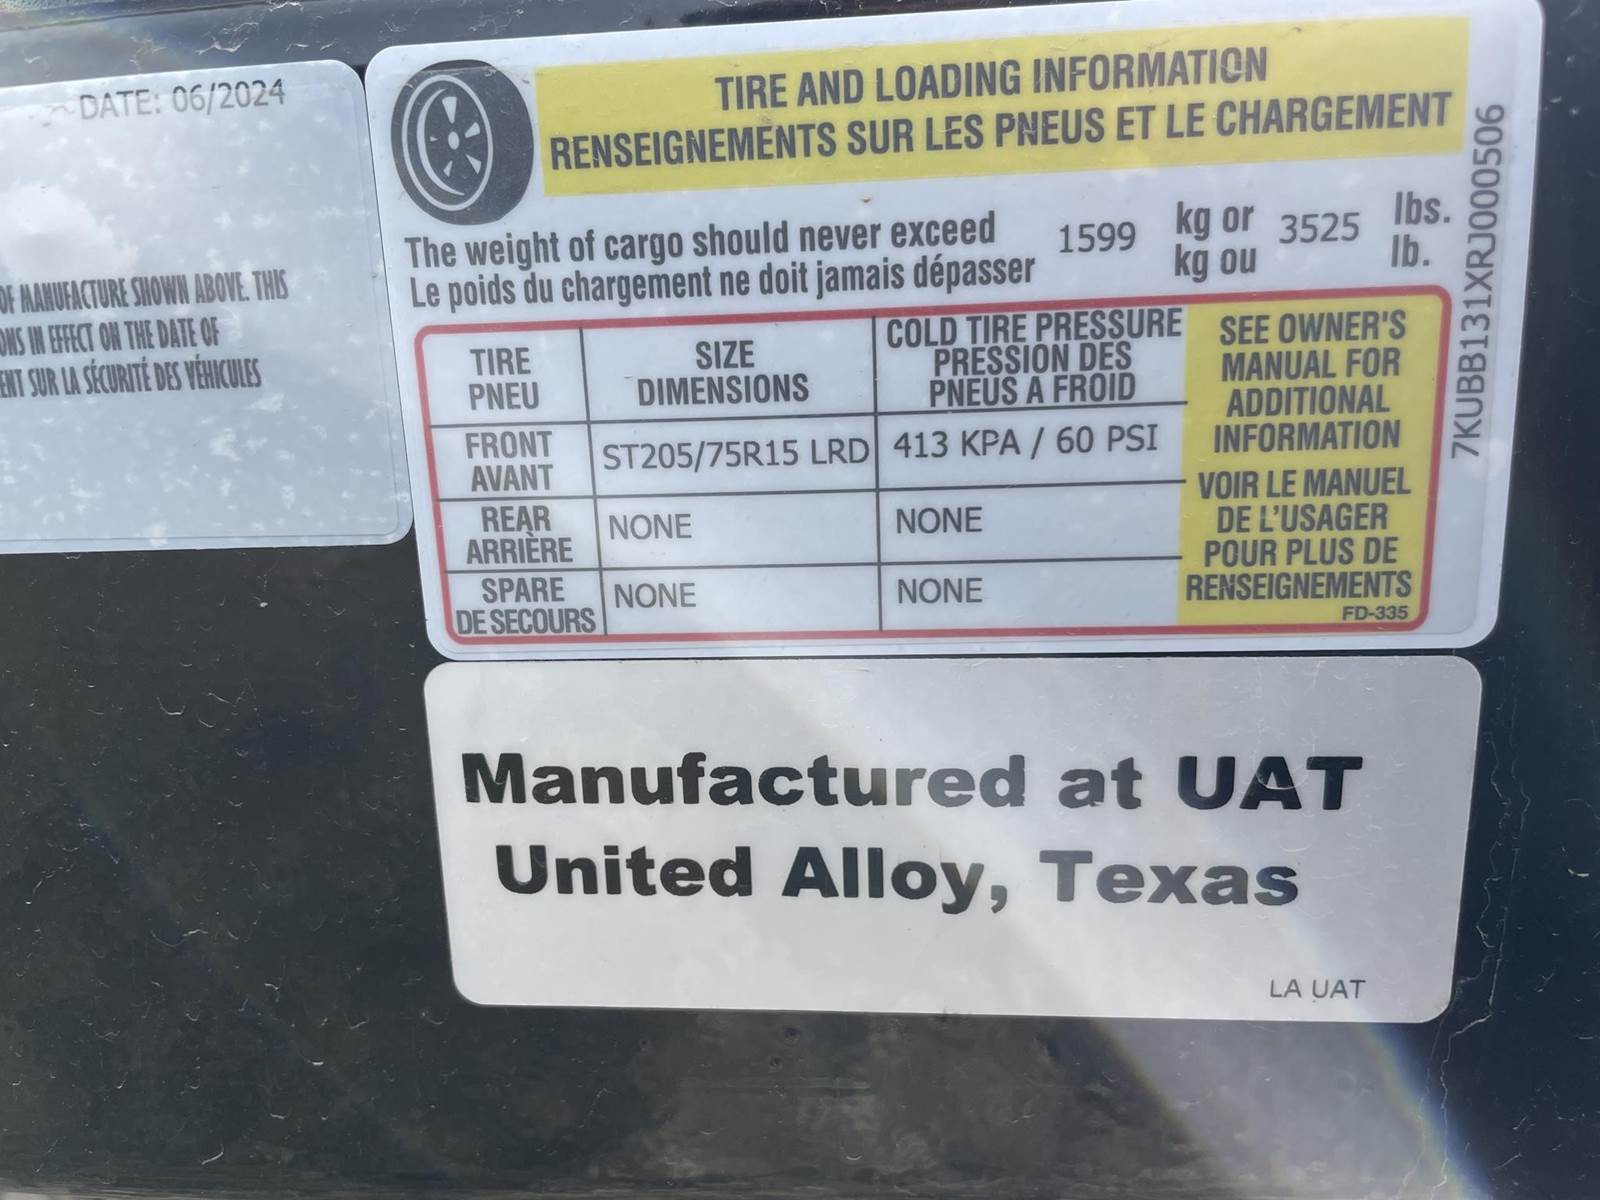 DATE: 06/2024
OF MANUFACTURE SHOWN ABOVE. THIS
IN EFFECT ON THE DATE OF
SUR LA SÉCURITÉ DES VÉHICULES
TIRE AND LOADING INFORMATION
RENSEIGNEMENTS SUR LES PNEUS ET LE CHARGEMENT
The weight of cargo should never exceed 1599 kg or 3525 lbs.
Le poids du chargement ne doit jamais dépasser kg ou lb.
TIRE
PNEU
SIZE
DIMENSIONS
COLD TIRE PRESSURE
PRESSION DES
PNEUS A FROID
FRONT
AVANT
ST205/75R15 LRD
413 KPA / 60 PSI
REAR
ARRIÈRE
NONE
NONE
SPARE
DE SECOURS
NONE
NONE
SEE OWNER'S
MANUAL FOR
ADDITIONAL
INFORMATION
VOIR LE MANUEL
DE L'USAGER
POUR PLUS DE
RENSEIGNEMENTS
FD-335
7KUBB131XRJ000506
Manufactured at UAT
United Alloy, Texas
LA UAT